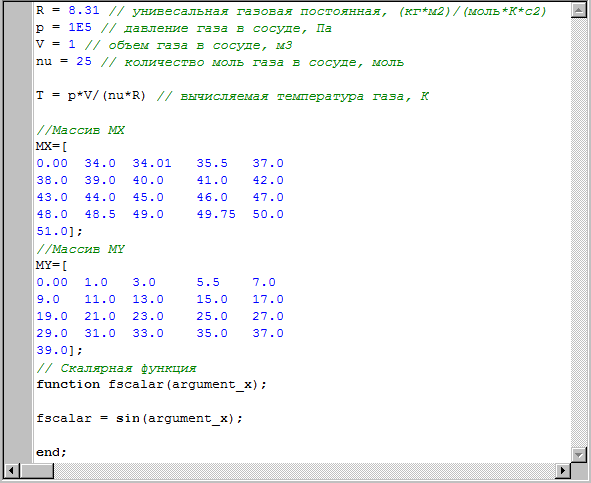 R = 8.31 // унивесальная газовая постоянная, (кг*м2)/(моль*К*с2)
p = 1E5 // давление газа в сосуде, Па
V = 1 // объем газа в сосуде, м3
nu = 25 // количество моль газа в сосуде, моль
T = p*V/(nu*R) // вычисляемая температура газа, К
//Массив MX
MX=[
0.00 34.0 34.01 35.5 37.0
38.0 39.0 40.0 41.0 42.0
43.0 44.0 45.0 46.0 47.0
48.0 48.5 49.0 49.75 50.0
51.0];
//Массив MY
MY=[
0.00 1.0 3.0 5.5 7.0
9.0 11.0 13.0 15.0 17.0
19.0 21.0 23.0 25.0 27.0
29.0 31.0 33.0 35.0 37.0
39.0];
// Скалярная функция
function fscalar(argument_x);
fscalar = sin(argument_x);
end;